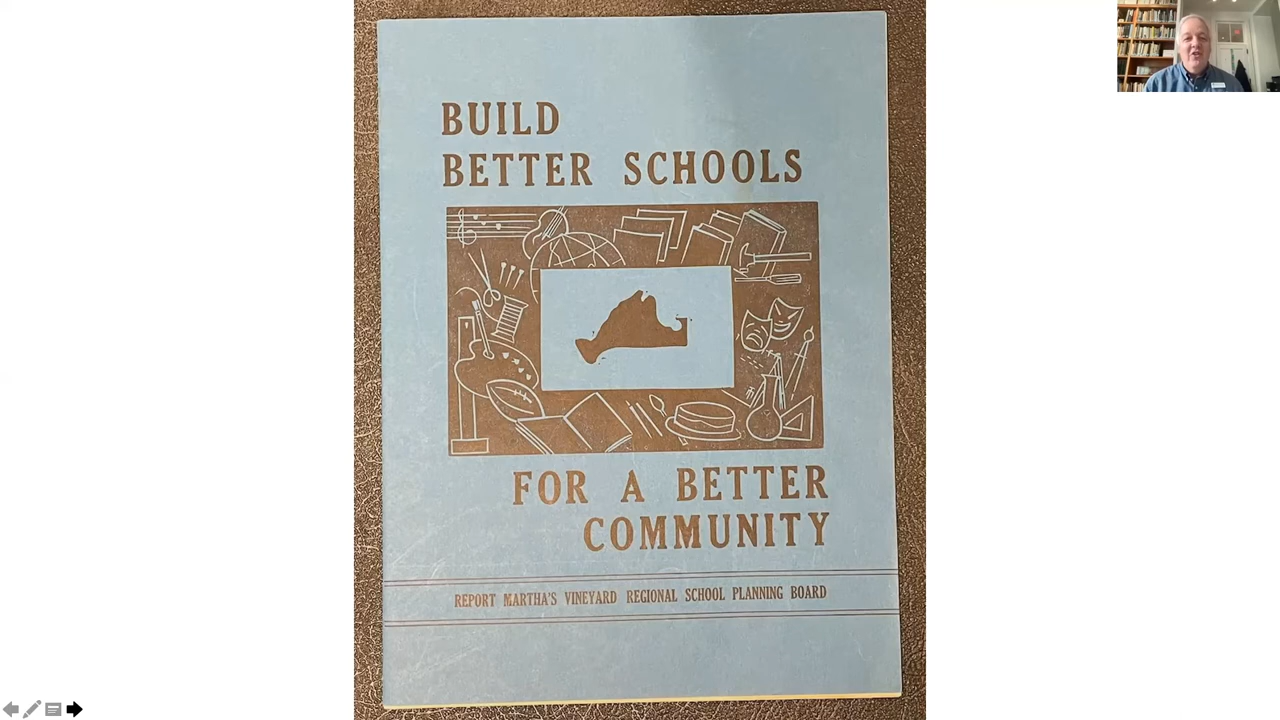 BUILD
BETTER SCHOOLS
FOR A BETTER
COMMUNITY
REPORT MARTHA'S VINEYARD REGIONAL SCHOOL PLANNING BOARD